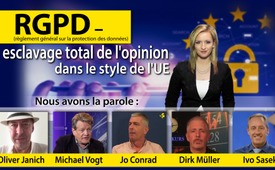 RGPD –
(règlement général sur la protection des données)
esclavage total de l'opinion
dans le style de l'UE
Nous avons la parole :
Oliver Janich
Michael Vogt
Jo Conrad
Dirk Müller
Ivo Sasek